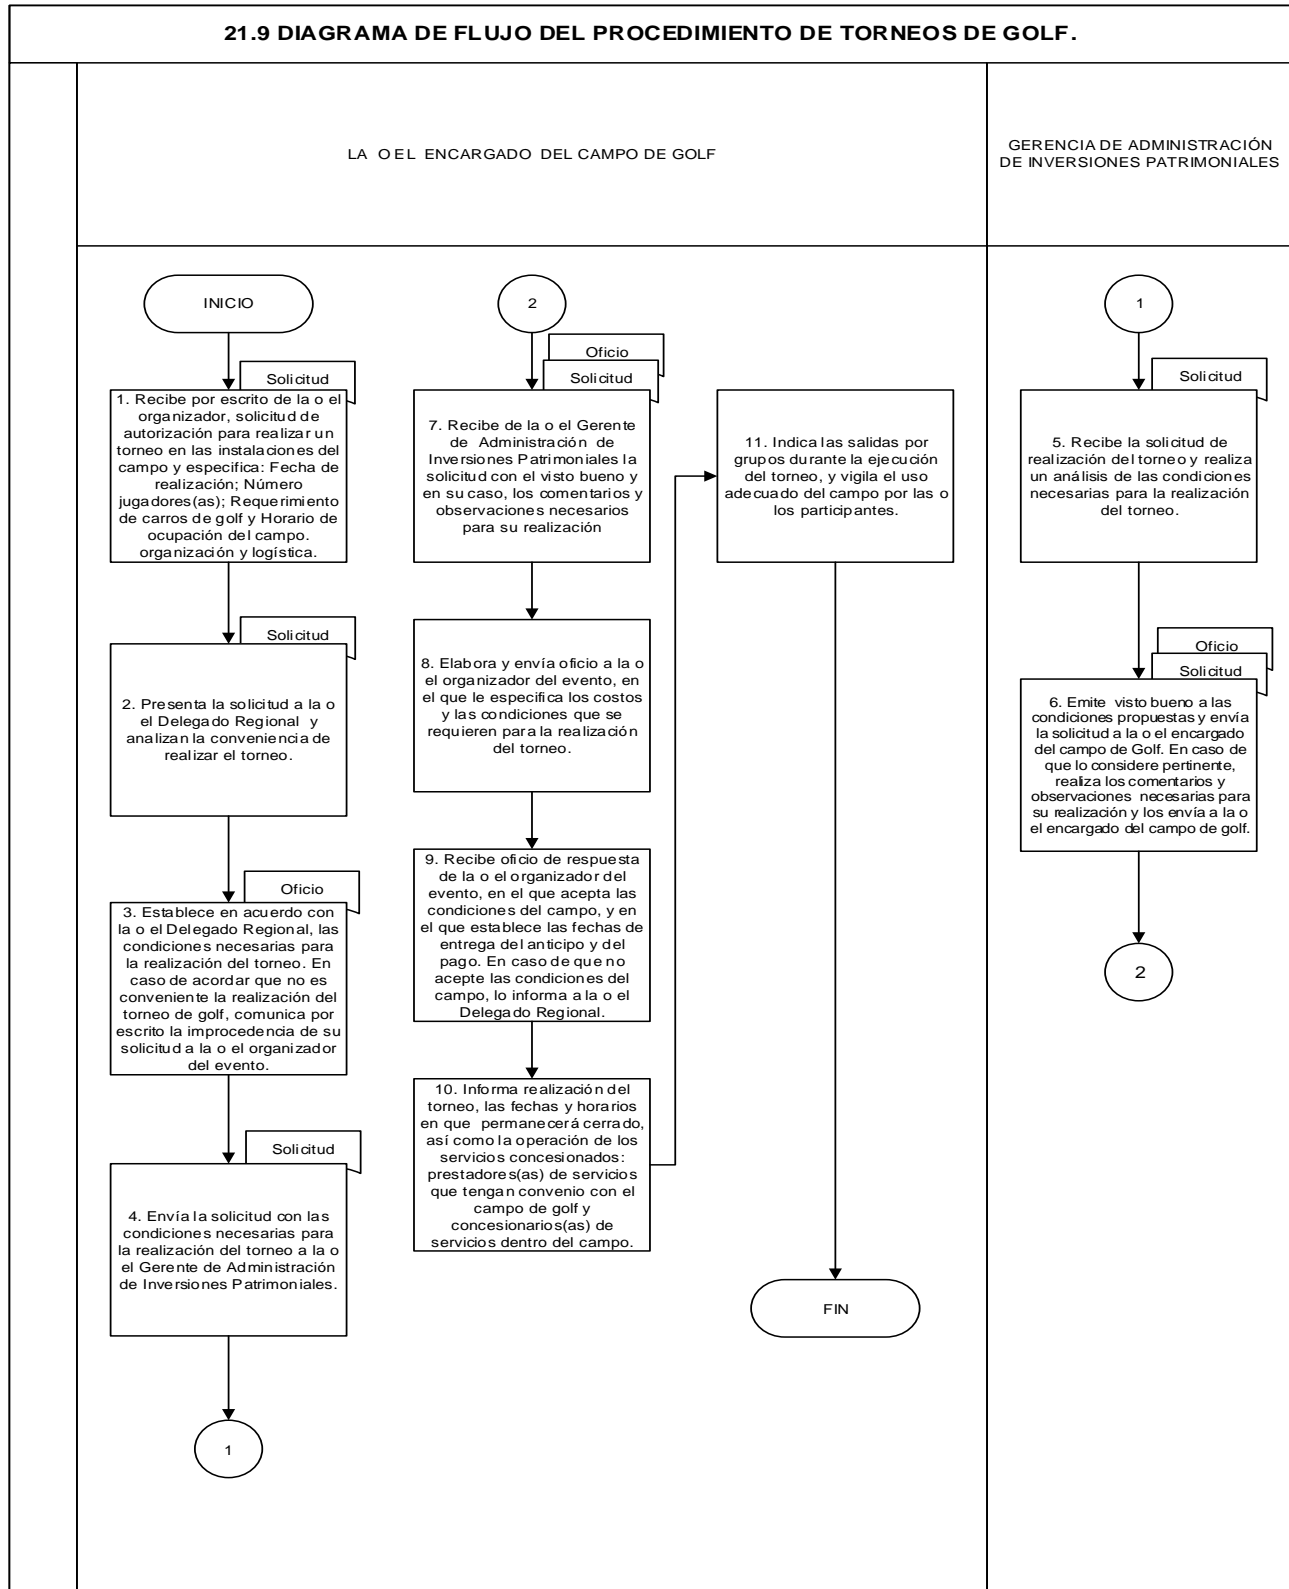 21.9 DIAGRAMA DE FLUJO DEL PROCEDIMIENTO DE TORNEOS DE GOLF.
LA O EL ENCARGADO DEL CAMPO DE GOLF
GERENCIA DE ADMINISTRACIÓN
DE INVERSIONES PATRIMONIALES
INICIO
Solicitud
1. Recibe por escrito de la o el
organizador, solicitud de
autorización para realizar un
torneo en las instalaciones del
campo y especifica: Fecha de
realización; Número
jugadores(as); Requerimiento
de carros de golf y Horario de
ocupación del campo.
organización y logística.
Solicitud
2. Presenta la solicitud a la o
el Delegado Regional y
analizan la conveniencia de
realizar el torneo.
Oficio
3. Establece en acuerdo con
la o el Delegado Regional, las
condiciones necesarias para
la realización del torneo. En
caso de acordar que no es
conveniente la realización del
torneo de golf, comunica por
escrito la improcedencia de su
solicitud a la o el organizador
del evento.
Solicitud
4. Envía la solicitud con las
condiciones necesarias para
la realización del torneo a la o
el Gerente de Administración
de Inversiones Patrimoniales.
1
2
Oficio
Solicitud
7. Recibe de la o el Gerente
de Administración de
Inversiones Patrimoniales la
solicitud con el visto bueno y
en su caso, los comentarios y
observaciones necesarios
para su realización
8. Elabora y envía oficio a la o
el organizador del evento, en
el que le especifica los costos
y las condiciones que se
requieren para la realización
del torneo.
9. Recibe oficio de respuesta
de la o el organizador del
evento, en el que acepta las
condiciones del campo, y en
el que establece las fechas de
entrega del anticipo y del
pago. En caso de que no
acepte las condiciones del
campo, lo informa a la o el
Delegado Regional.
10. Informa realización del
torneo, las fechas y horarios
en que permanecerá cerrado,
así como la operación de los
servicios concesionados:
prestadores(as) de servicios
que tengan convenio con el
campo de golf y
concesionarios(as) de
servicios dentro del campo.
11. Indica las salidas por
grupos durante la ejecución
del torneo, y vigila el uso
adecuado del campo por las o
los participantes.
FIN
1
Solicitud
5. Recibe la solicitud de
realización del torneo y realiza
un análisis de las condiciones
necesarias para la realización
del torneo.
Oficio
Solicitud
6. Emite visto bueno a las
condiciones propuestas y envía
la solicitud a la o el encargado
del campo de Golf. En caso de
que lo considere pertinente,
realiza los comentarios y
observaciones necesarias para
su realización y los envía a la o
el encargado del campo de golf.
2